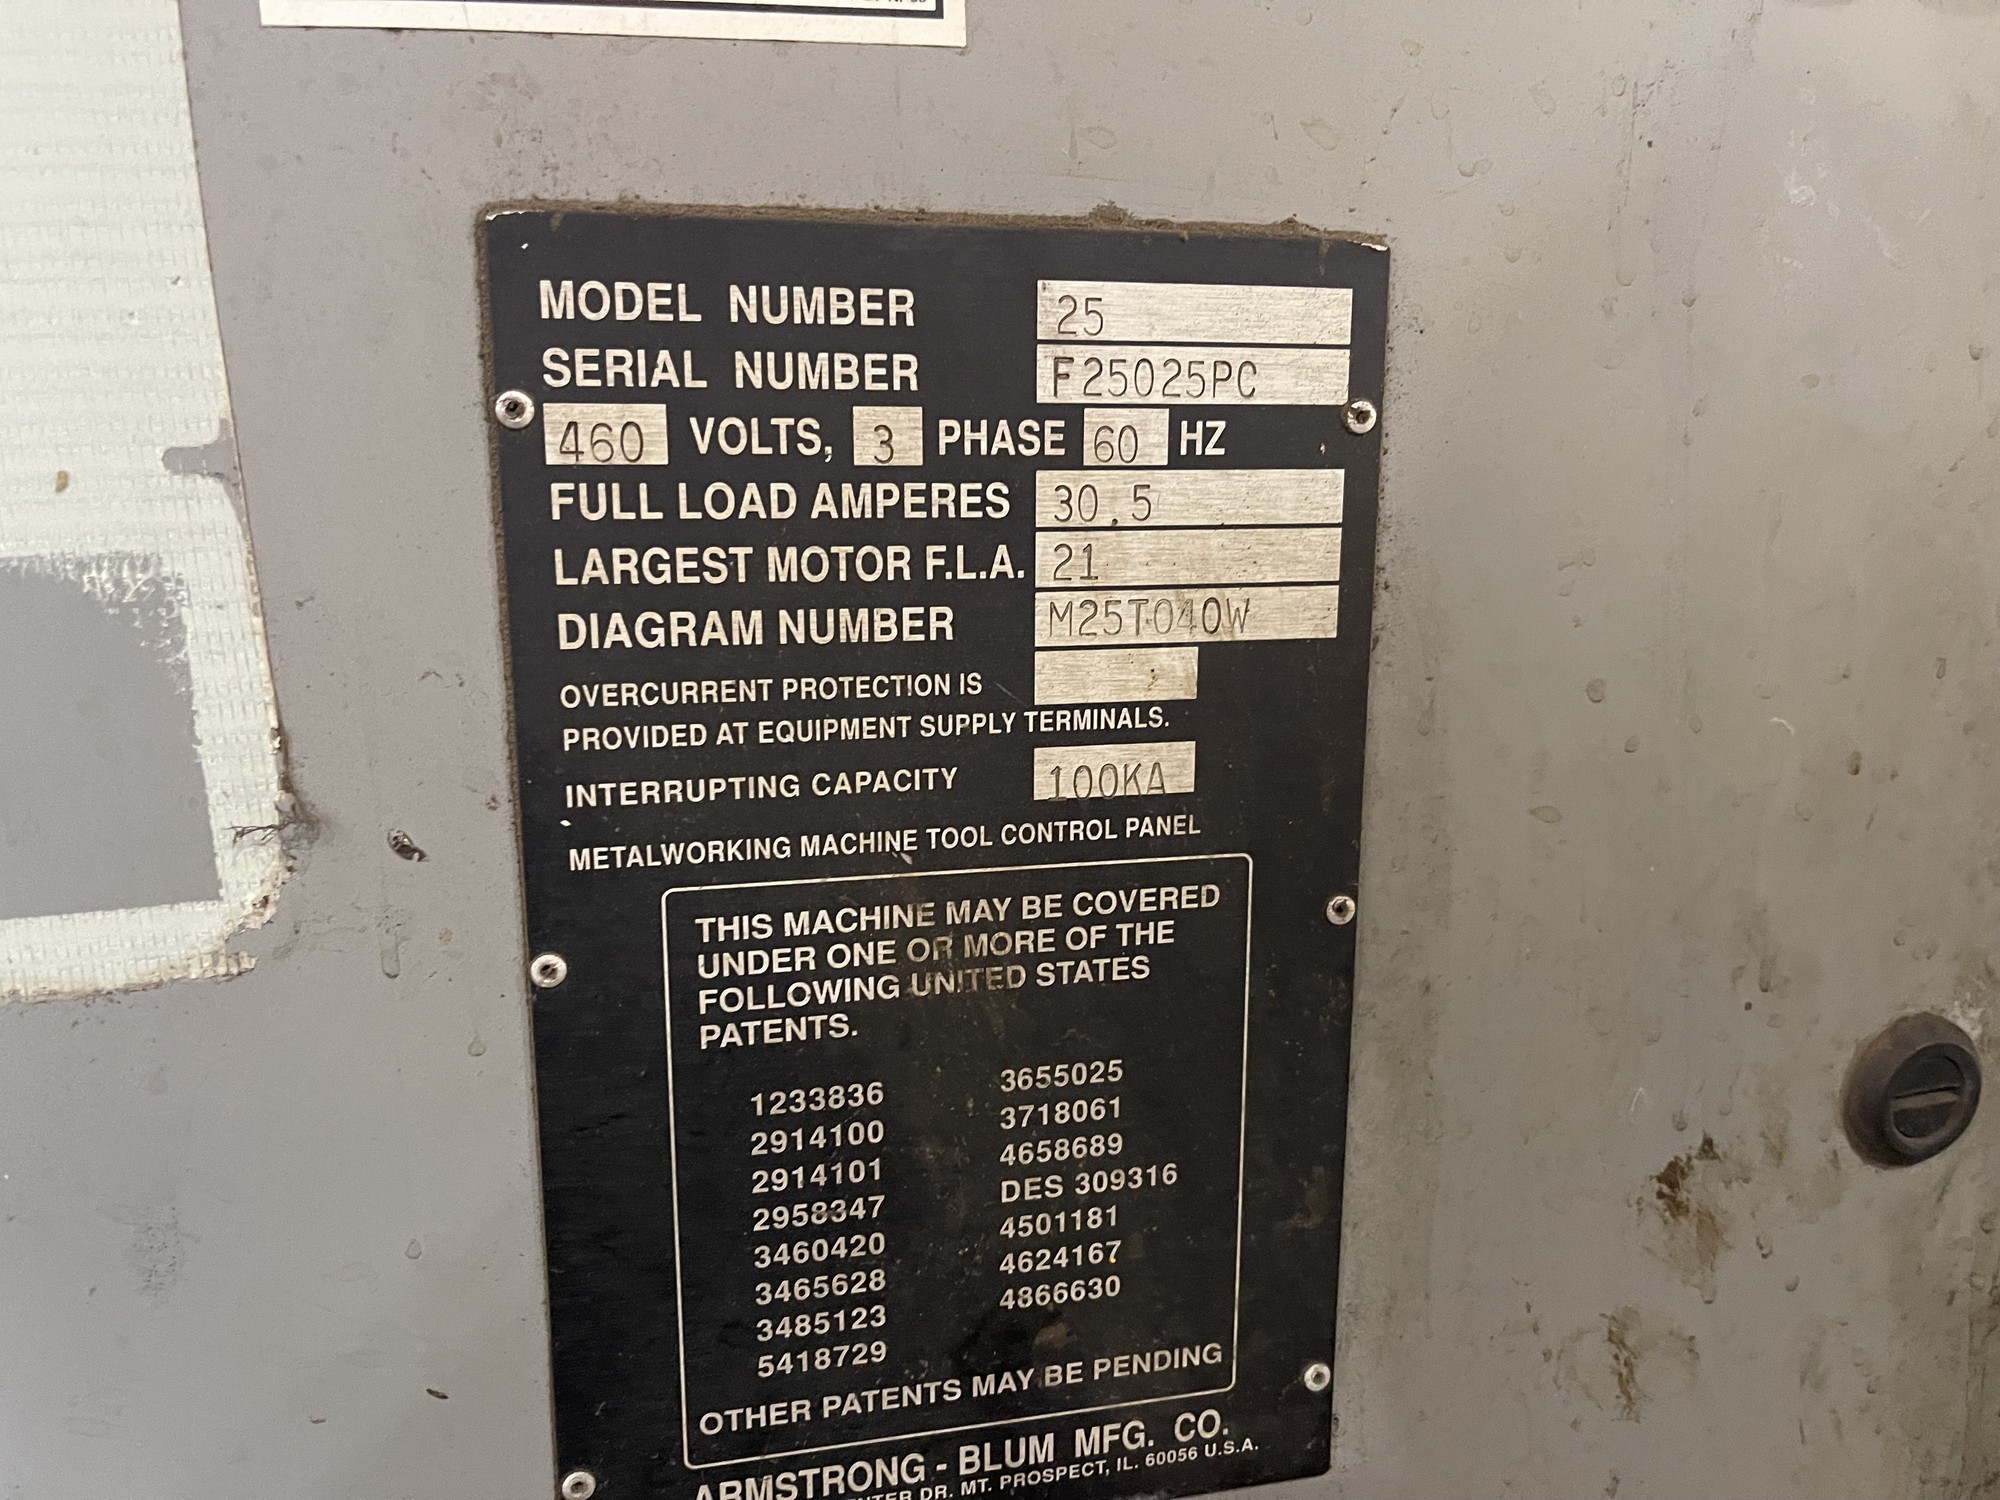 MODEL NUMBER 25
SERIAL NUMBER F25025PC
460 VOLTS, 3 PHASE 60 HZ
FULL LOAD AMPERES 30.5
LARGEST MOTOR F.L.A. 21
DIAGRAM NUMBER M25T040W
OVERCURRENT PROTECTION IS
PROVIDED AT EQUIPMENT SUPPLY TERMINALS.
INTERRUPTING CAPACITY 100KA
METALWORKING MACHINE TOOL CONTROL PANEL
THIS MACHINE MAY BE COVERED
UNDER ONE OR MORE OF THE
FOLLOWING UNITED STATES
PATENTS.
1233836 3655025
2914100 3718061
2914101 4658689
2958347 DES 309316
3460420 4501181
3465628 4624167
3485123 4866630
5418729
OTHER PATENTS MAY BE PENDING
ARMSTRONG - BLUM MFG. CO.
DR. MT. PROSPECT, IL. 60056 U.S.A.